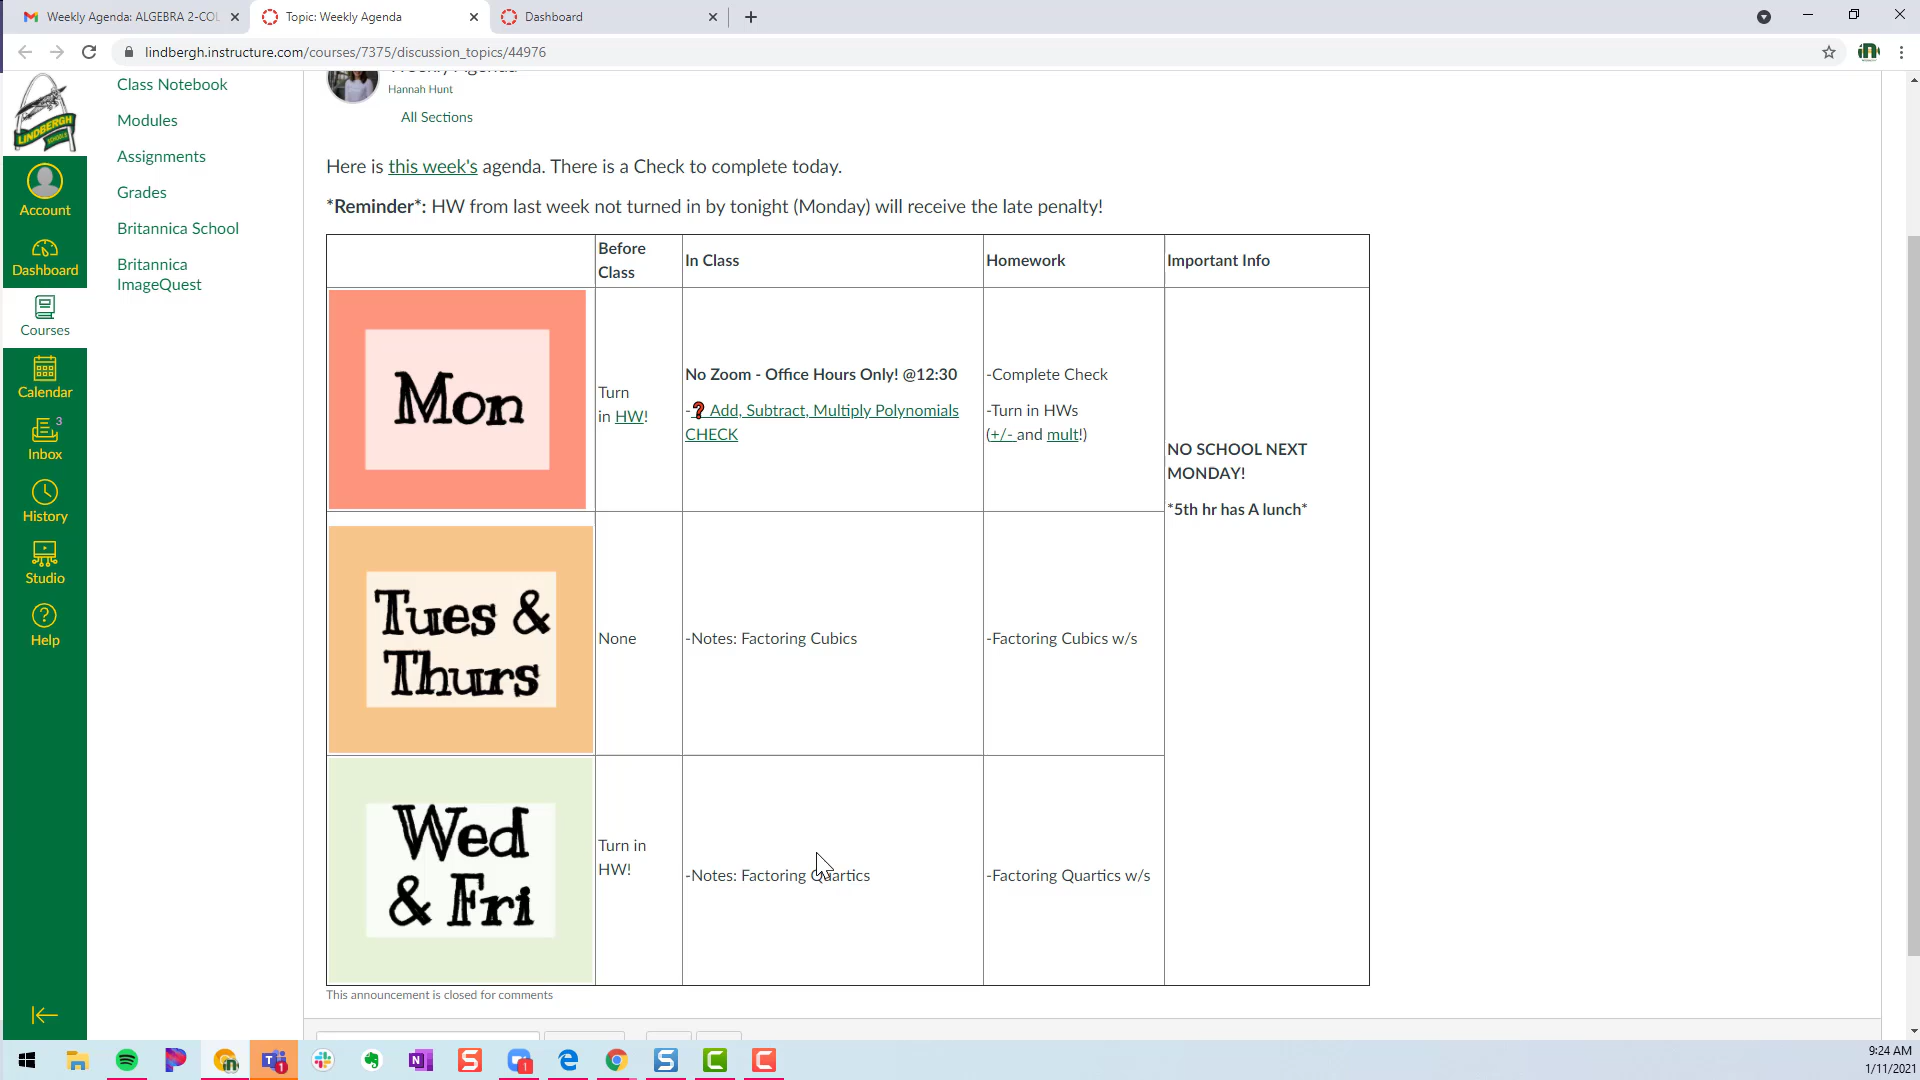 Weekly Agenda: ALGEBRA 2-COL
Topic: Weekly Agenda
Dashboard
lindbergh.instructure.com/courses/7375/discussion_topics/44976
LINDBERGH
SCHOOLS
Account
Dashboard
Courses
Calendar
3
Inbox
History
Studio
Help
Class Notebook
Modules
Assignments
Grades
Britannica School
Britannica
ImageQuest
Weekly Agenda
Hannah Hunt
All Sections
Here is this week's agenda. There is a Check to complete today.
*Reminder*: HW from last week not turned in by tonight (Monday) will receive the late penalty!
Before
Class
In Class
Homework
Important Info
Mon
Turn
in HW!
No Zoom - Office Hours Only! @12:30
-❓ Add, Subtract, Multiply Polynomials
CHECK
-Complete Check
-Turn in HWs
(+/- and mult!)
NO SCHOOL NEXT
MONDAY!
*5th hr has A lunch*
Tues &
Thurs
None
-Notes: Factoring Cubics
-Factoring Cubics w/s
Wed
& Fri
Turn in
HW!
-Notes: Factoring Quartics
-Factoring Quartics w/s
This announcement is closed for comments
9:24 AM
1/11/2021